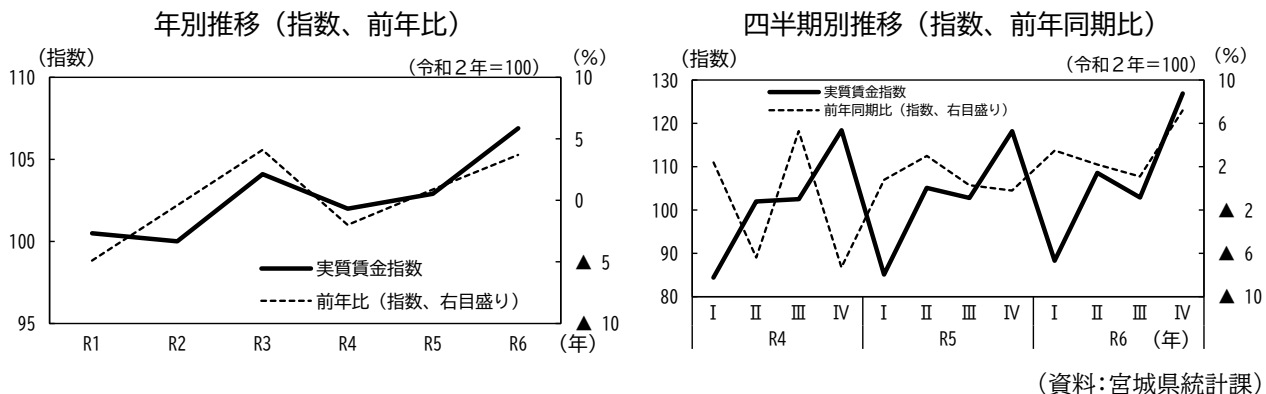 年別推移（指数、前年比）
（指数）
（%）
（令和２年＝100）
110
105
100
95
10
5
0
▲ 5
▲ 10
実質賃金指数
前年比（指数、右目盛り）
R1 R2 R3 R4 R5 R6 （年）
四半期別推移（指数、前年同期比）
（指数）
（%）
（令和２年＝100）
130
120
110
100
90
80
10
6
2
▲ 2
▲ 6
▲ 10
実質賃金指数
前年同期比（指数、右目盛り）
Ⅰ Ⅱ Ⅲ Ⅳ Ⅰ Ⅱ Ⅲ Ⅳ Ⅰ Ⅱ Ⅲ Ⅳ
R4 R5 R6 （年）
（資料：宮城県統計課）